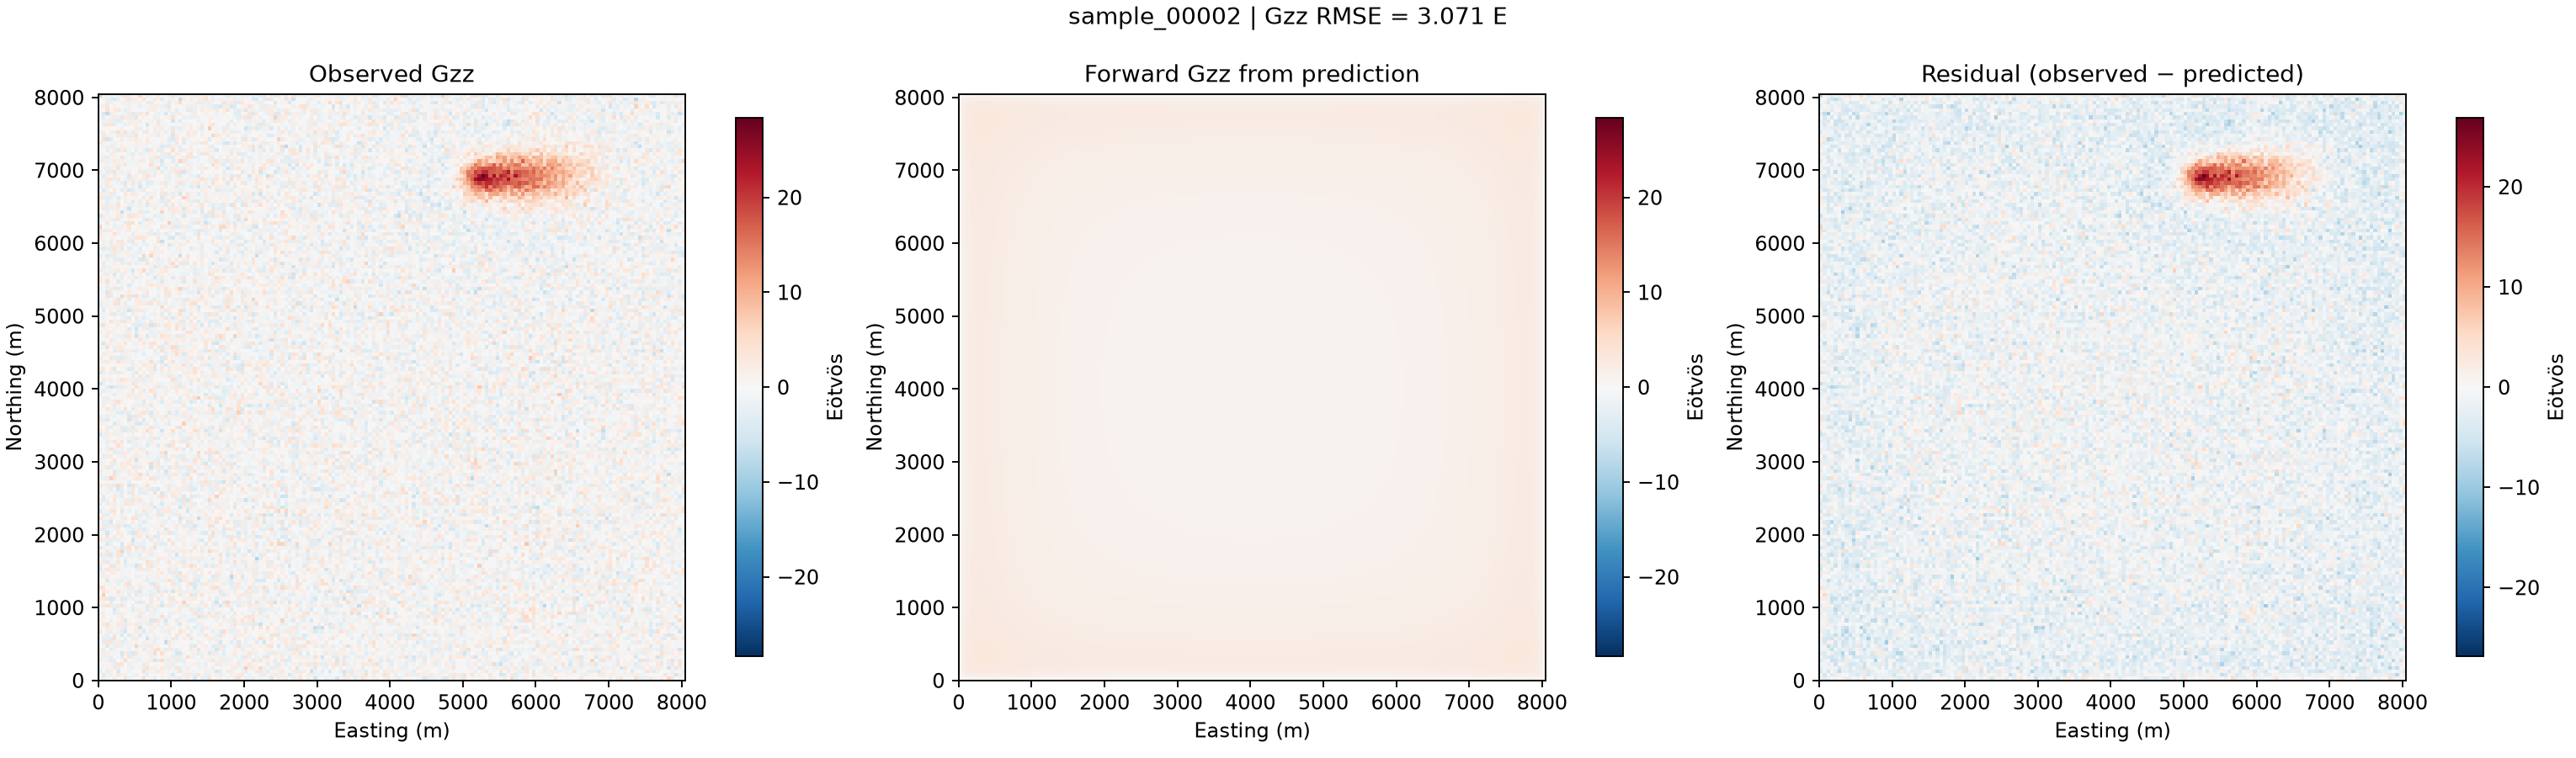 sample_00002 | Gzz RMSE = 3.071 E
Observed Gzz
8000
7000
6000
5000
4000
3000
2000
1000
0
Northing (m)
0 1000 2000 3000 4000 5000 6000 7000 8000
Easting (m)
20
10
0
−10
−20
Eötvös
Forward Gzz from prediction
8000
7000
6000
5000
4000
3000
2000
1000
0
Northing (m)
0 1000 2000 3000 4000 5000 6000 7000 8000
Easting (m)
20
10
0
−10
−20
Eötvös
Residual (observed − predicted)
8000
7000
6000
5000
4000
3000
2000
1000
0
Northing (m)
0 1000 2000 3000 4000 5000 6000 7000 8000
Easting (m)
20
10
0
−10
−20
Eötvös